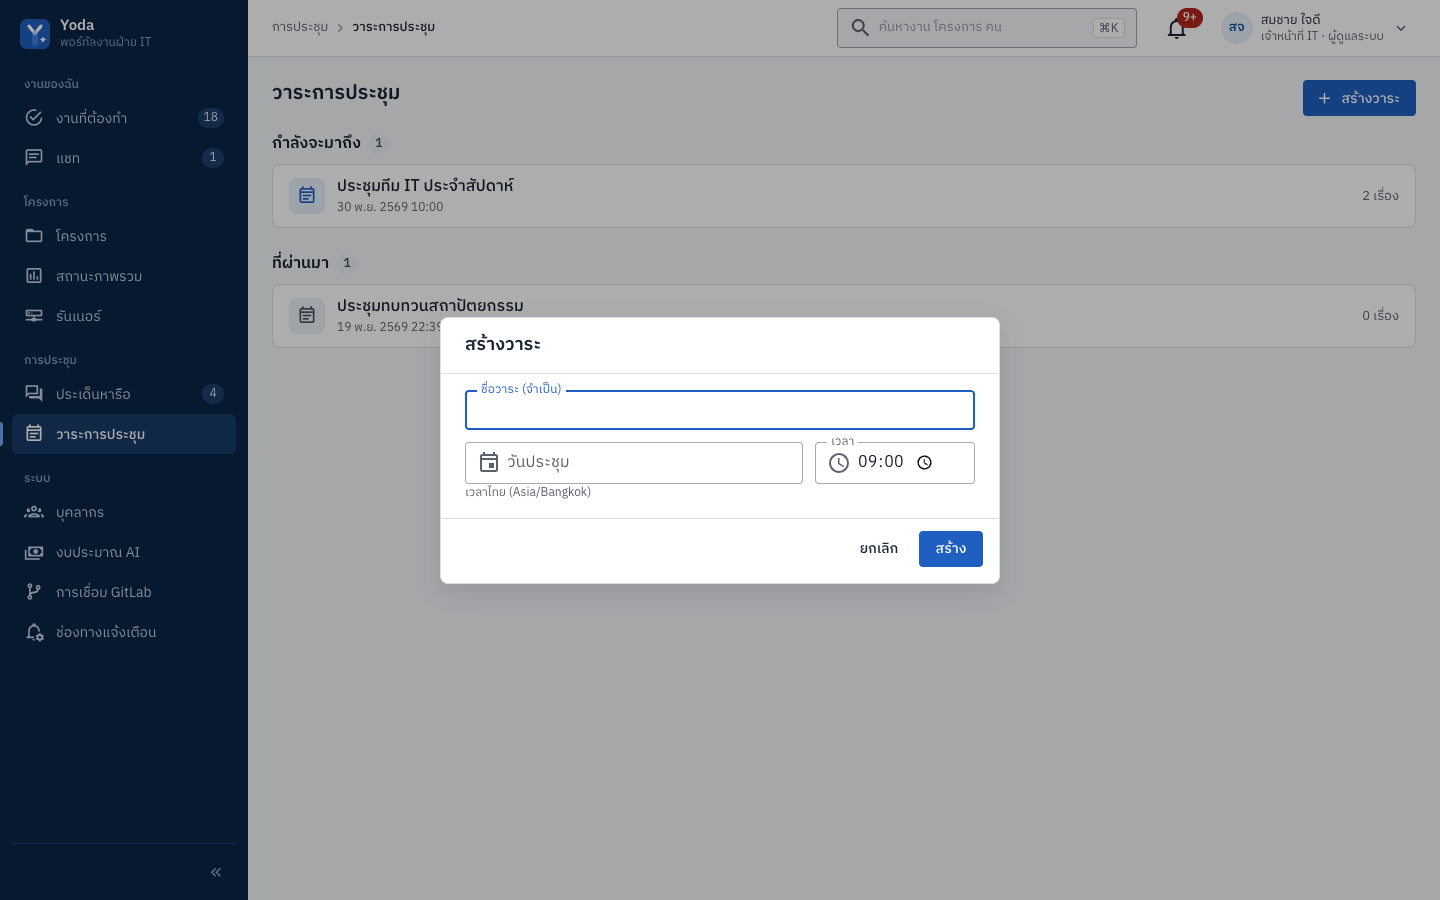 Yoda
พอร์ทัลงานฝ่าย IT
งานของฉัน
งานที่ต้องทำ 18
แชท 1
โครงการ
โครงการ
สถานะภาพรวม
รันเนอร์
การประชุม
ประเด็นหารือ 4
วาระการประชุม
ระบบ
บุคลากร
งบประมาณ AI
การเชื่อม GitLab
ช่องทางแจ้งเตือน
การประชุม > วาระการประชุม
ค้นหางาน โครงการ คน ⌘K
9+
สจ
สมชาย ใจดี
เจ้าหน้าที่ IT · ผู้ดูแลระบบ
วาระการประชุม
+ สร้างวาระ
กำลังจะมาถึง 1
ประชุมทีม IT ประจำสัปดาห์
30 พ.ย. 2569 10:00
2 เรื่อง
ที่ผ่านมา 1
ประชุมทบทวนสถาปัตยกรรม
19 พ.ย. 2569 22:39
0 เรื่อง
สร้างวาระ
ชื่อวาระ (จำเป็น)
วันประชุม
เวลา
09:00
เวลาไทย (Asia/Bangkok)
ยกเลิก
สร้าง